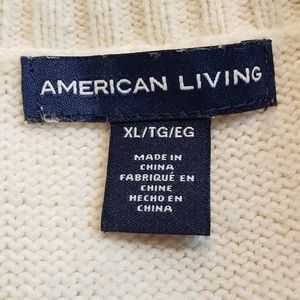 AMERICAN LIVING
XL/TG/EG
MADE IN
CHINA
FABRIQUÉ EN
CHINE
HECHO EN
CHINA